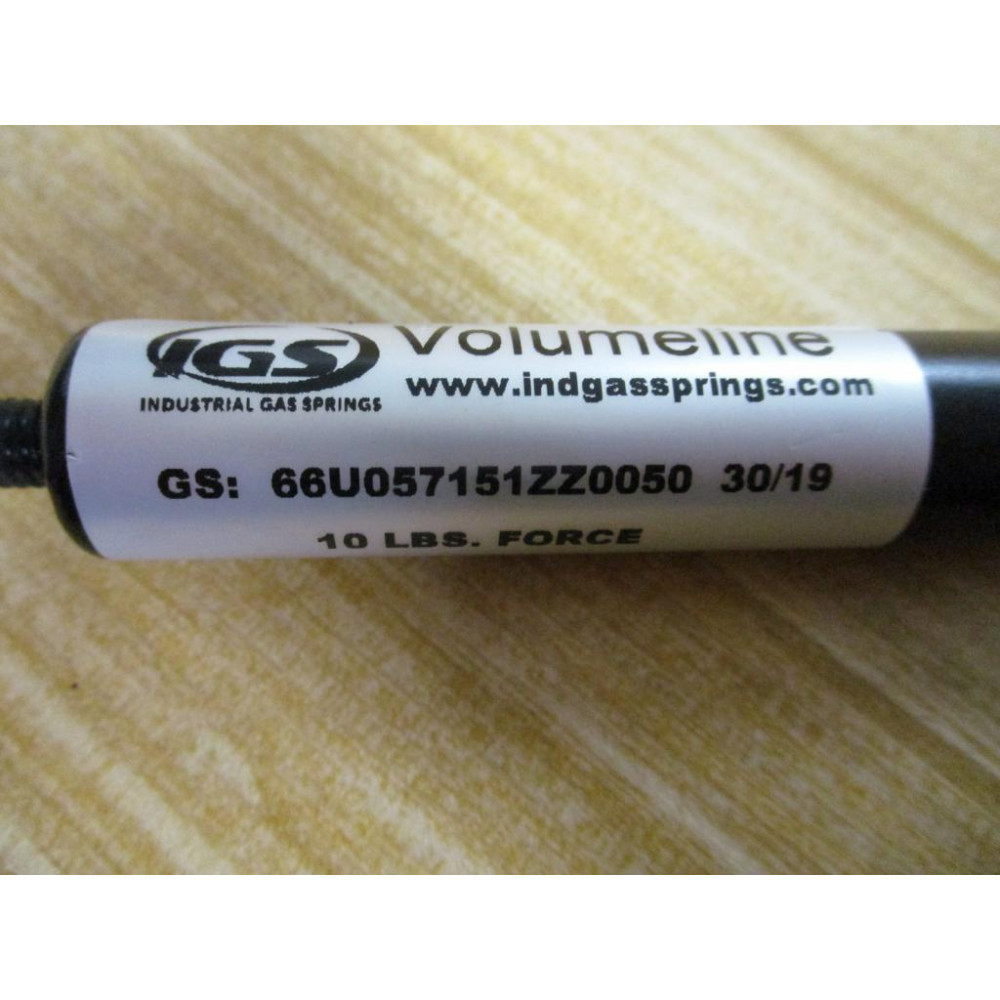 IGS Volumeline
INDUSTRIAL GAS SPRINGS www.indgassprings.com
GS: 66U057151ZZ0050 30/19
10 LBS. FORCE